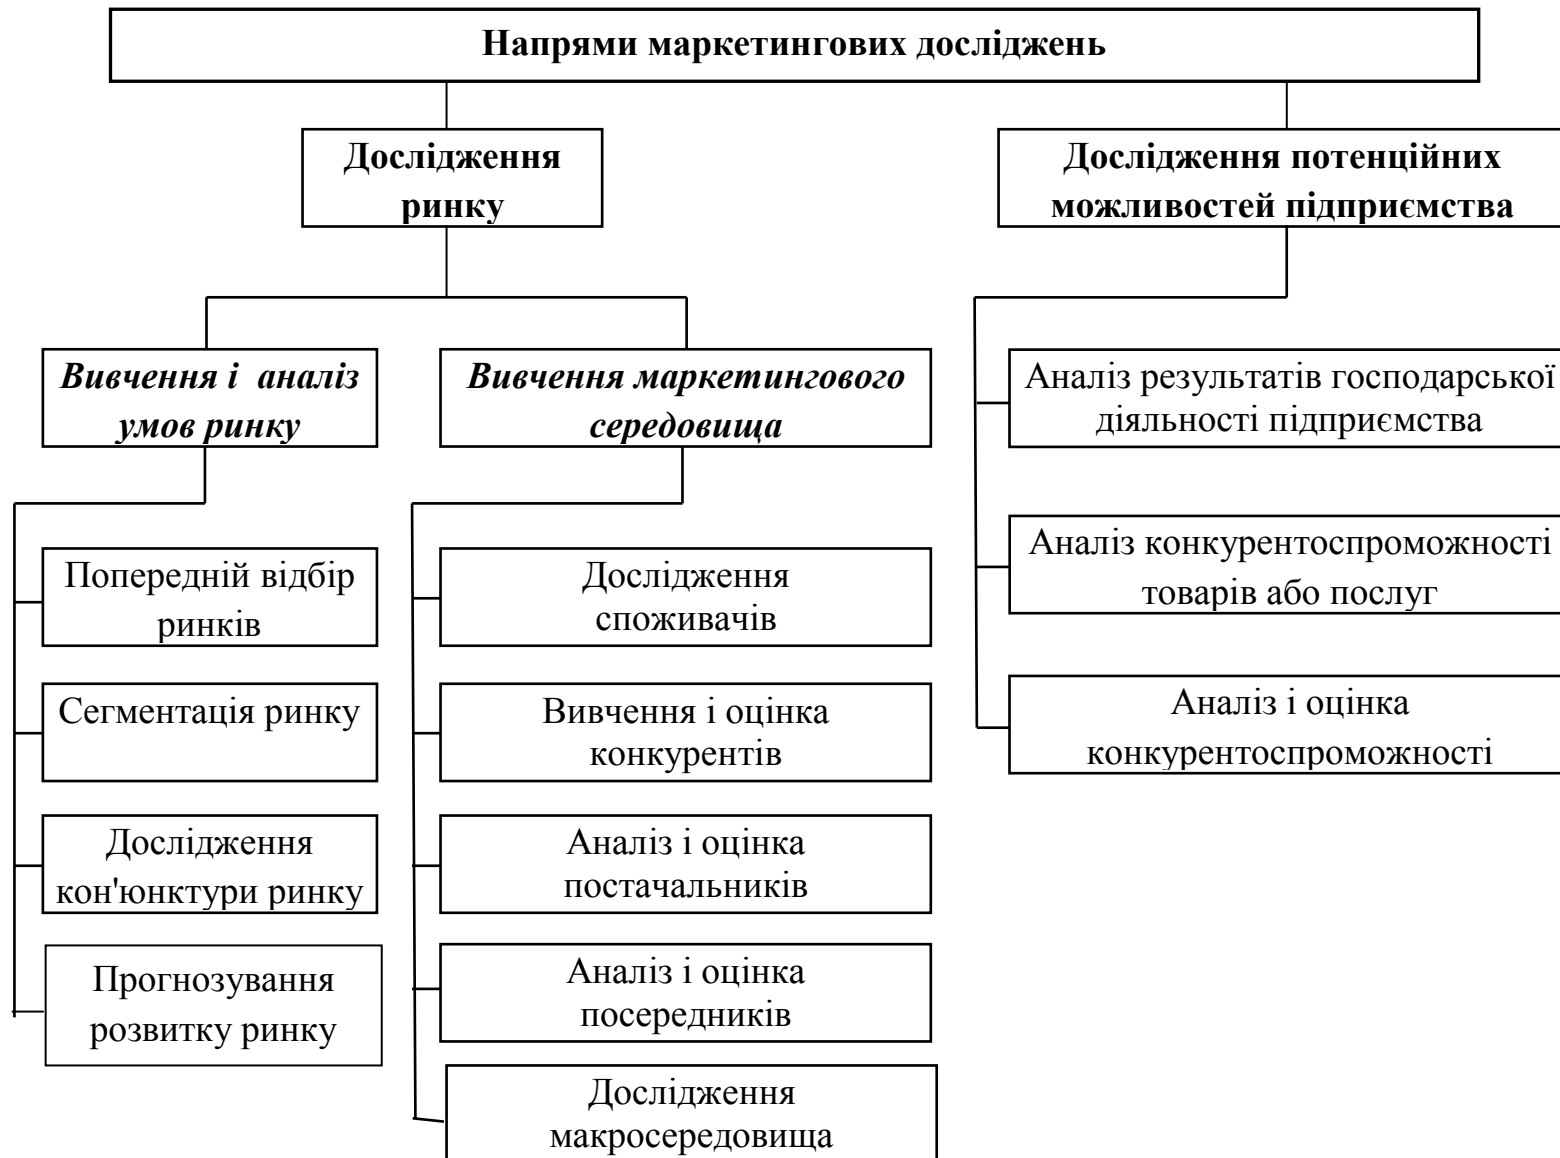 Напрями маркетингових досліджень
Дослідження
ринку
Дослідження потенційних
можливостей підприємства
Вивчення і аналіз
умов ринку
Вивчення маркетингового
середовища
Попередній відбір
ринків
Сегментація ринку
Дослідження
кон'юнктури ринку
Прогнозування
розвитку ринку
Дослідження
споживачів
Вивчення і оцінка
конкурентів
Аналіз і оцінка
постачальників
Аналіз і оцінка
посередників
Дослідження
макросередовища
Аналіз результатів господарської
діяльності підприємства
Аналіз конкурентоспроможності
товарів або послуг
Аналіз і оцінка
конкурентоспроможності